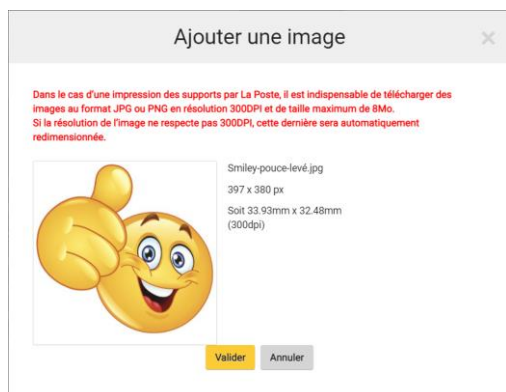 Ajouter une image
Dans le cas d'une impression des supports par La Poste, il est indispensable de télécharger des
images au format JPG ou PNG en résolution 300DPI et de taille maximum de 8Mo.
Si la résolution de l'image ne respecte pas 300DPI, cette dernière sera automatiquement
redimensionnée.
Smiley-pouce-levé.jpg
397 x 380 px
Soit 33.93mm x 32.48mm
(300dpi)
Valider Annuler